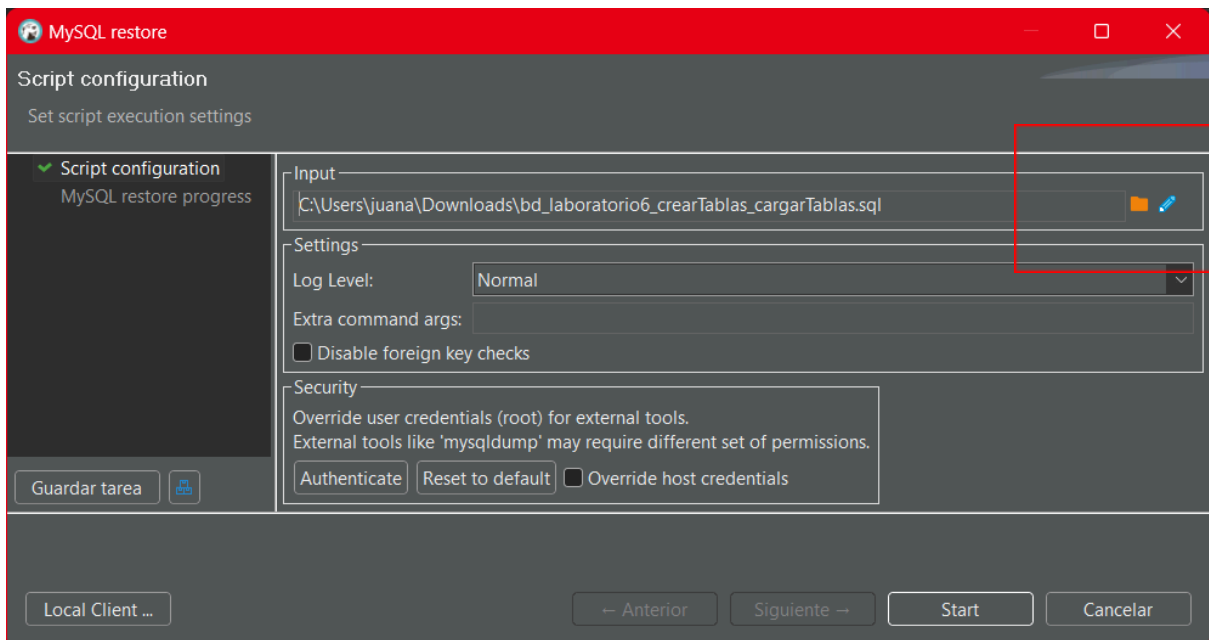 MySQL restore
Script configuration
Set script execution settings
Script configuration
MySQL restore progress
Input
C:\Users\juana\Downloads\bd_laboratorio6_crearTablas_cargarTablas.sql
Settings
Log Level: Normal
Extra command args:
Disable foreign key checks
Security
Override user credentials (root) for external tools.
External tools like 'mysqldump' may require different set of permissions.
Authenticate Reset to default Override host credentials
Guardar tarea
Local Client ... ← Anterior Siguiente → Start Cancelar